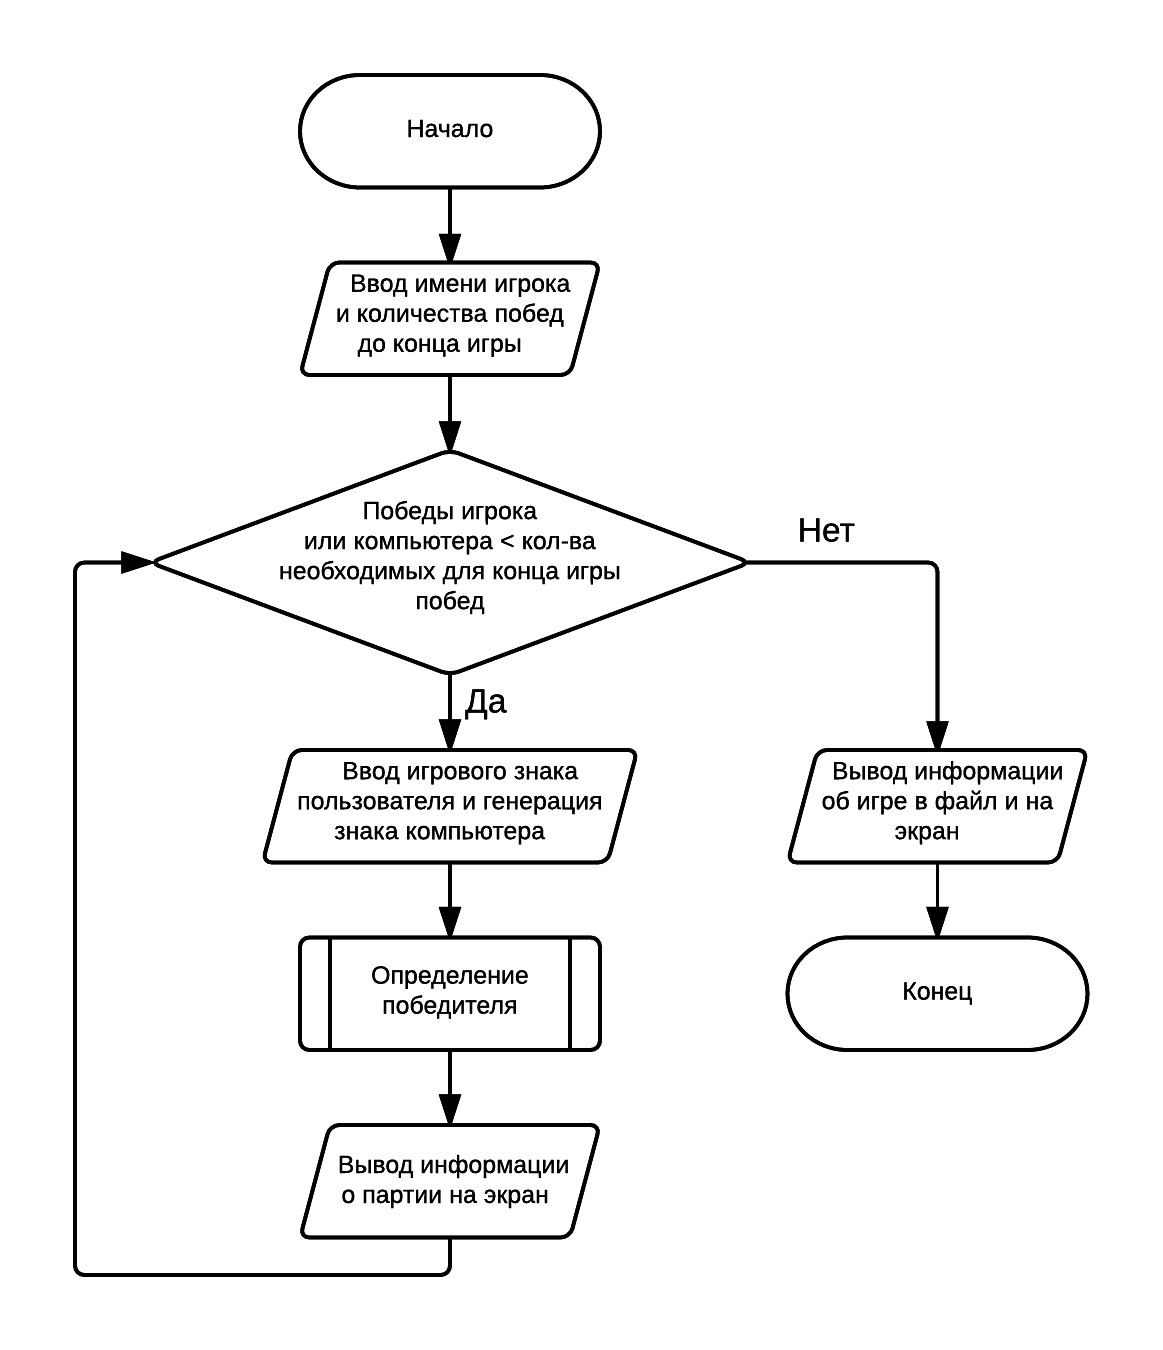 Начало
Ввод имени игрока
и количества побед
до конца игры
Победы игрока
или компьютера < кол-ва
необходимых для конца игры
побед
Нет
Да
Ввод игрового знака
пользователя и генерация
знака компьютера
Вывод информации
об игре в файл и на
экран
Определение
победителя
Конец
Вывод информации
о партии на экран